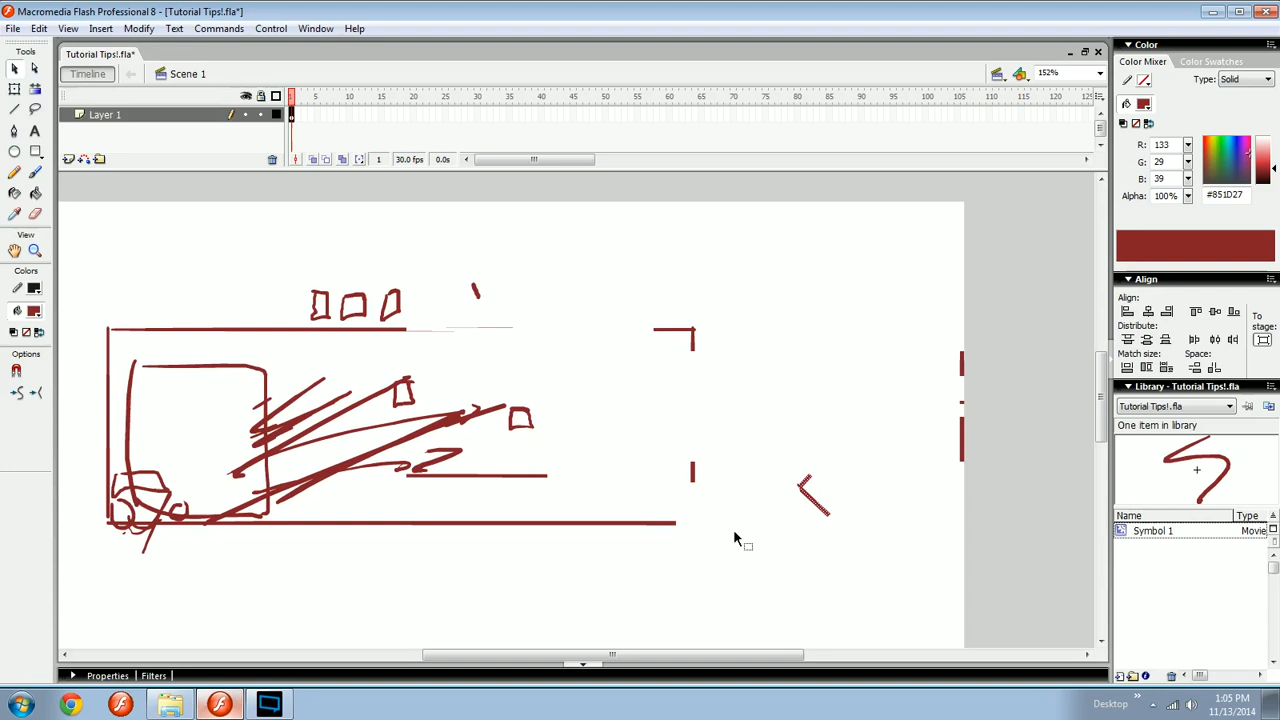 Macromedia Flash Professional 8 - [Tutorial Tips!.fla*]
File Edit View Insert Modify Text Commands Control Window Help
Tools
View
Colors
Options
Tutorial Tips!.fla*
Timeline
Scene 1
152%
5 10 15 20 25 30 35 40 45 50 55 60 65 70 75 80 85 90 95 100 105 110 115 120 125
Layer 1
1 30.0 fps 0.0s
Properties Filters
Color
Color Mixer Color Swatches
Type: Solid
R: 133
G: 29
B: 39
Alpha: 100% #851D27
Align
Align:
Distribute:
To stage:
Match size: Space:
Library - Tutorial Tips!.fla
Tutorial Tips!.fla
One item in library
Name Type
Symbol 1 Movie
Desktop
1:05 PM
11/13/2014